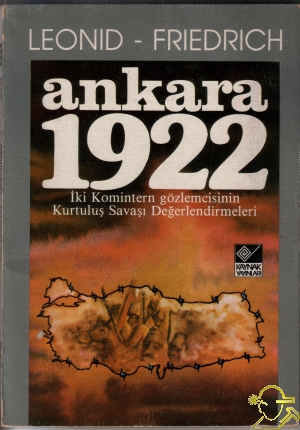 LEONID - FRIEDRICH
ankara
1922
İki Komintern gözlemcisinin
Kurtuluş Savaşı Değerlendirmeleri
KAYNAK
YAYINLARI